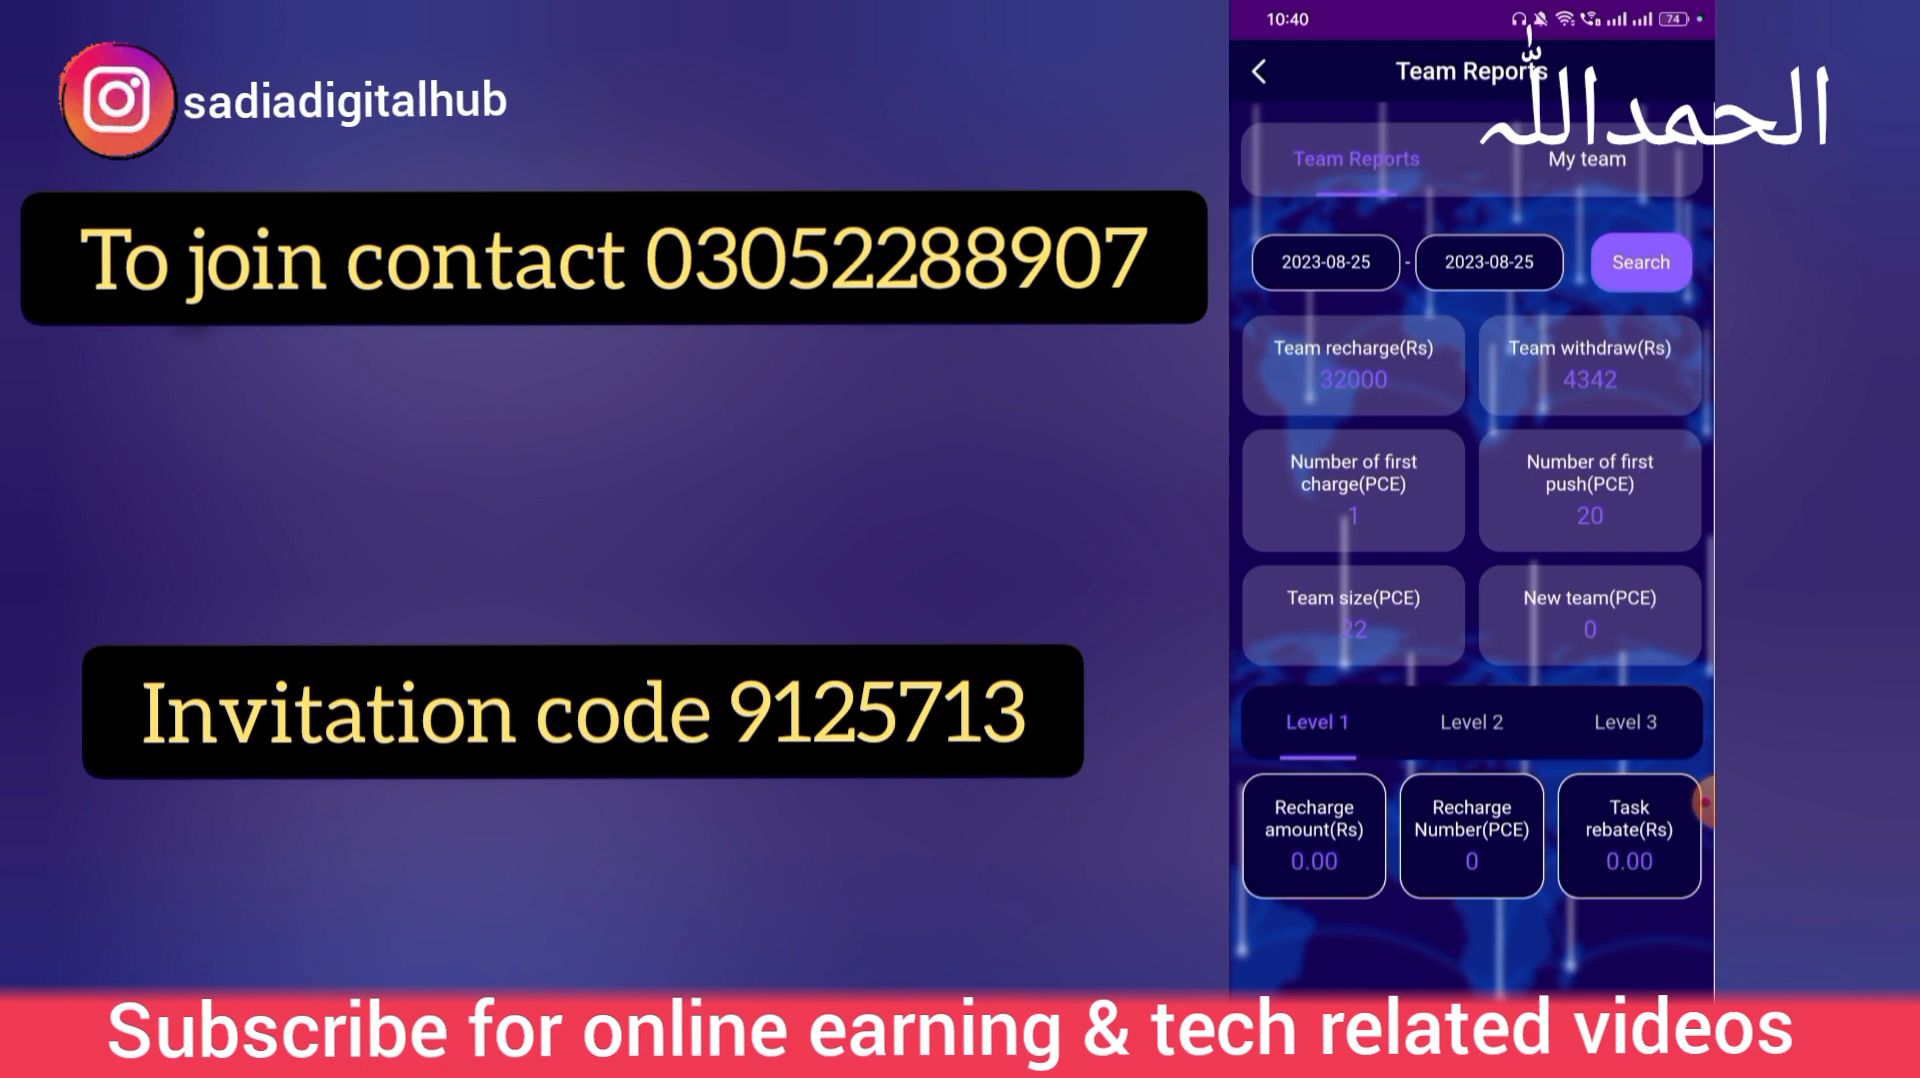 sadiadigitalhub
To join contact 03052288907
Invitation code 9125713
10:40
74
Team Reports
الحمداللّٰہ
Team Reports
My team
2023-08-25 - 2023-08-25
Search
Team recharge(Rs)
32000
Team withdraw(Rs)
4342
Number of first
charge(PCE)
1
Number of first
push(PCE)
20
Team size(PCE)
22
New team(PCE)
0
Level 1
Level 2
Level 3
Recharge
amount(Rs)
0.00
Recharge
Number(PCE)
0
Task
rebate(Rs)
0.00
Subscribe for online earning & tech related videos